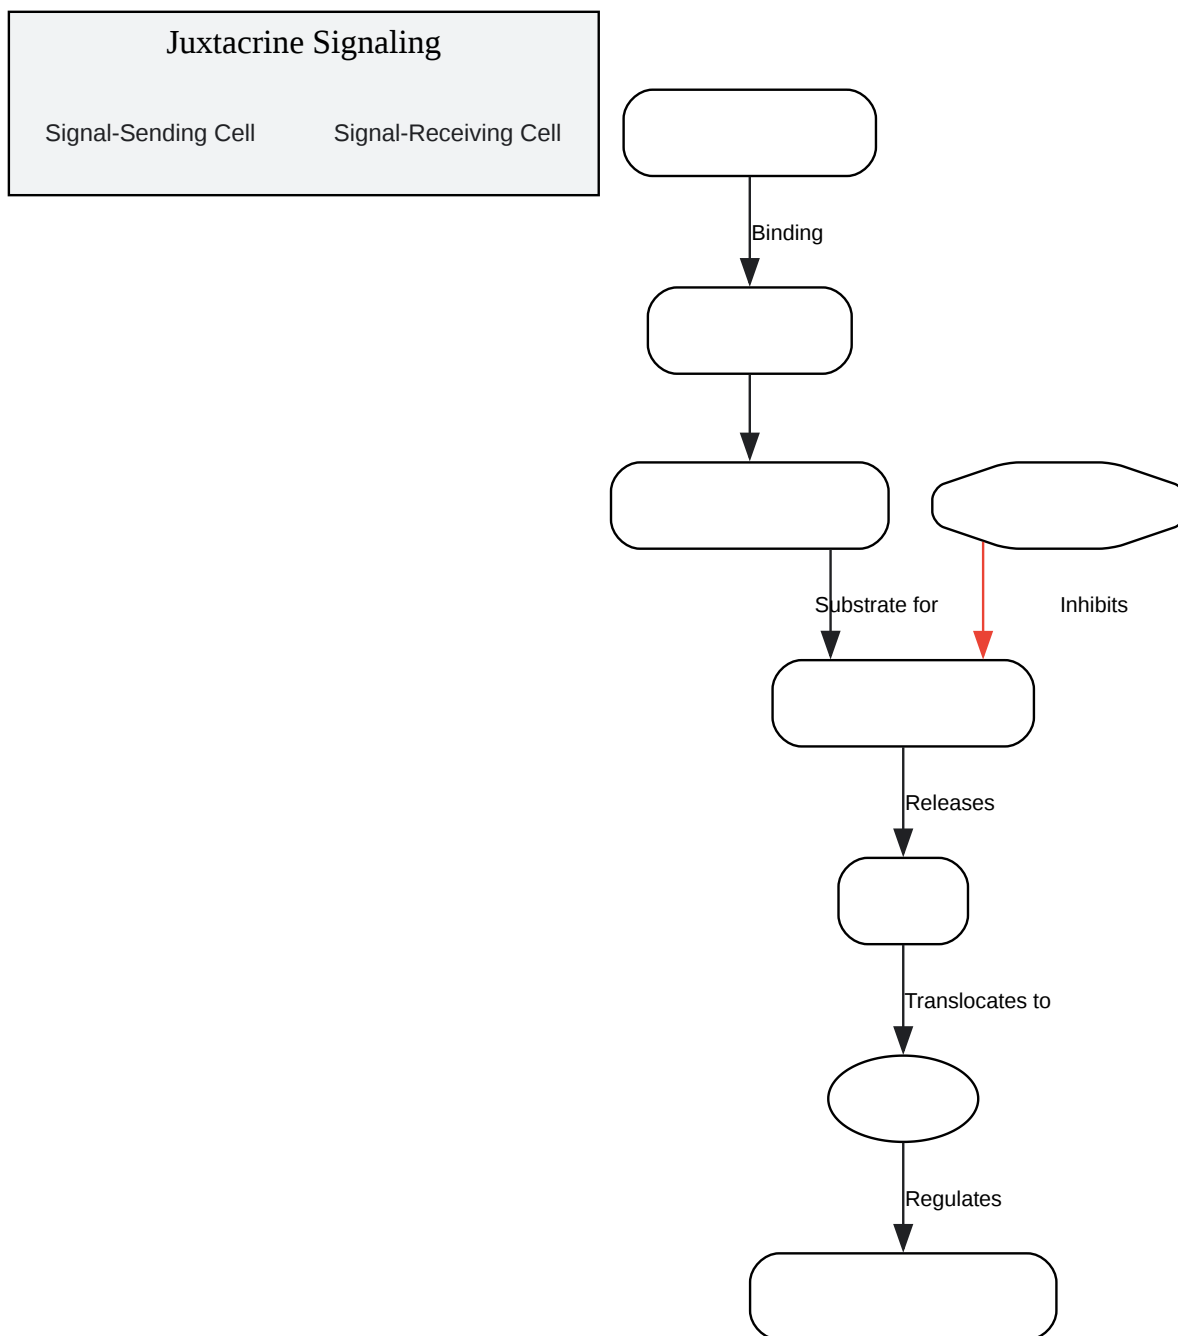 Juxtacrine Signaling
Signal-Sending Cell
Signal-Receiving Cell
Binding
Substrate for
Inhibits
Releases
Translocates to
Regulates